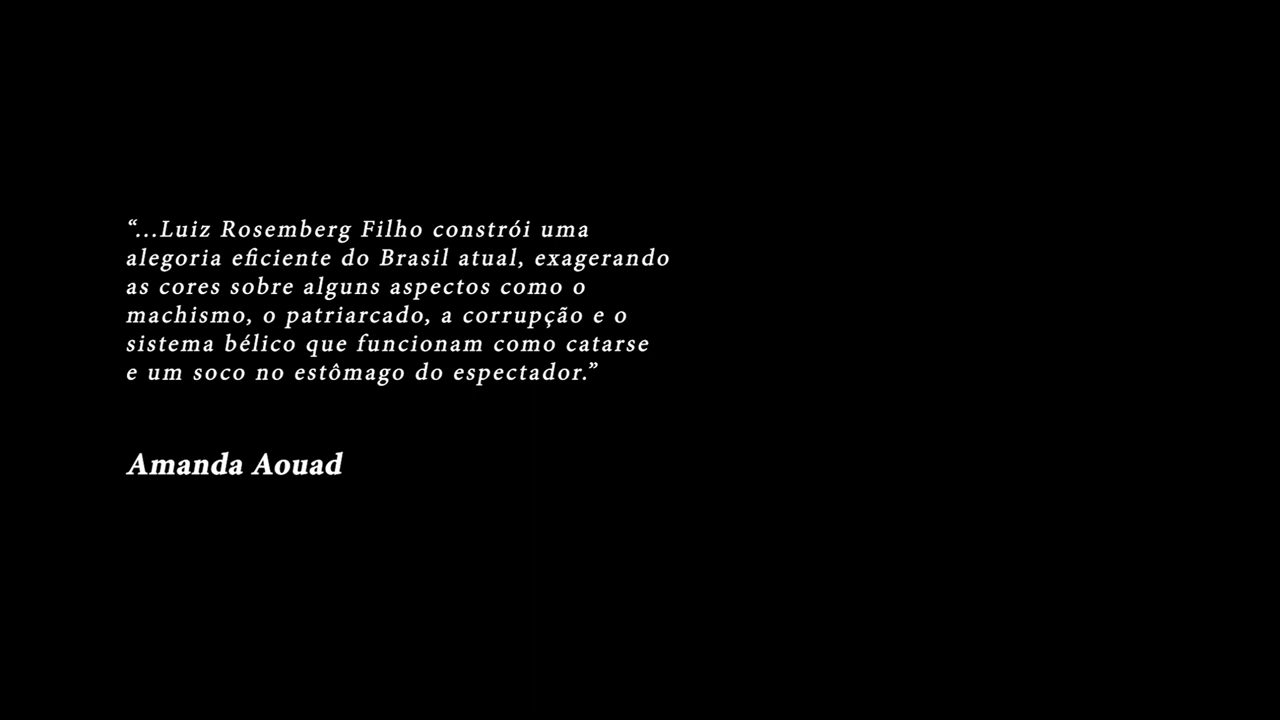 “...Luiz Rosemberg Filho constrói uma
alegoria eficiente do Brasil atual, exagerando
as cores sobre alguns aspectos como o
machismo, o patriarcado, a corrupção e o
sistema bélico que funcionam como catarse
e um soco no estômago do espectador.”
Amanda Aouad